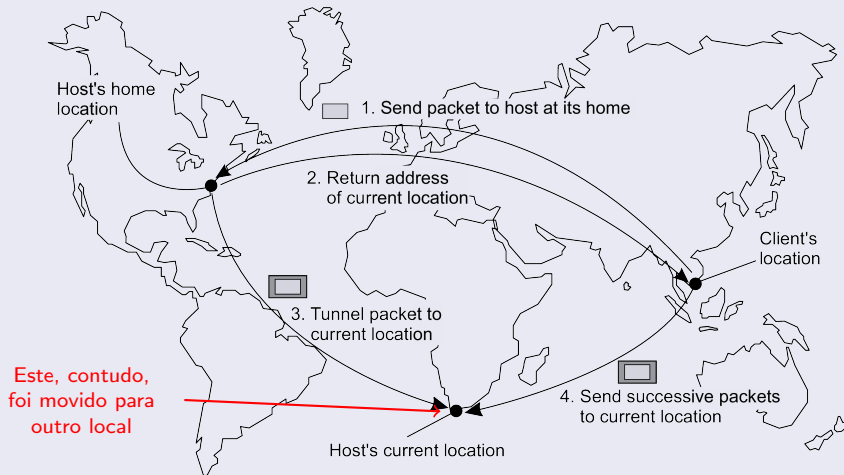 Host's home
location
1. Send packet to host at its home
2. Return address
of current location
Client's
location
3. Tunnel packet to
current location
Este, contudo,
foi movido para
outro local
4. Send successive packets
to current location
Host's current location